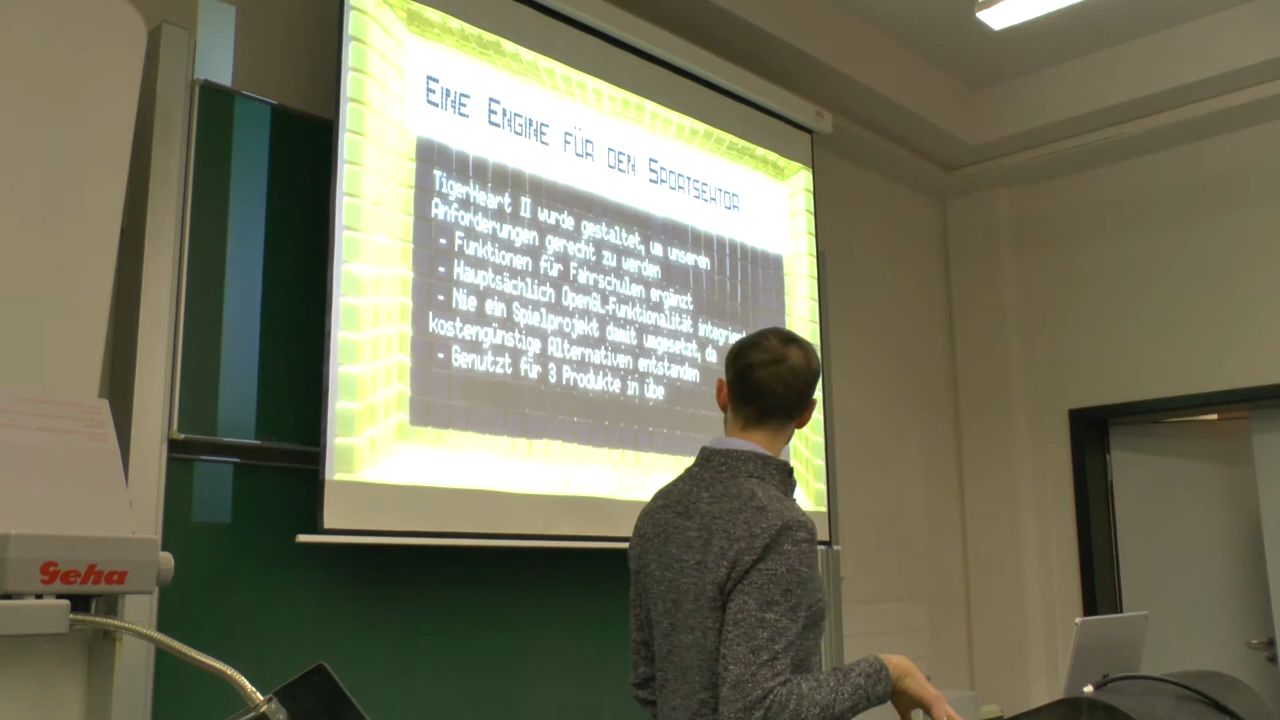 Eine Engine für den Sportsektor
TigerHeart II wurde gestaltet, um unseren
Anforderungen gerecht zu werden
- Funktionen für Fahrschulen ergänzt
- Hauptsächlich OpenGL-Funktionalität
- Nie ein Spielprojekt damit umgesetzt, da
kostengünstige Alternativen entstanden
- Genutzt für 3 Produkte in übe
Geha